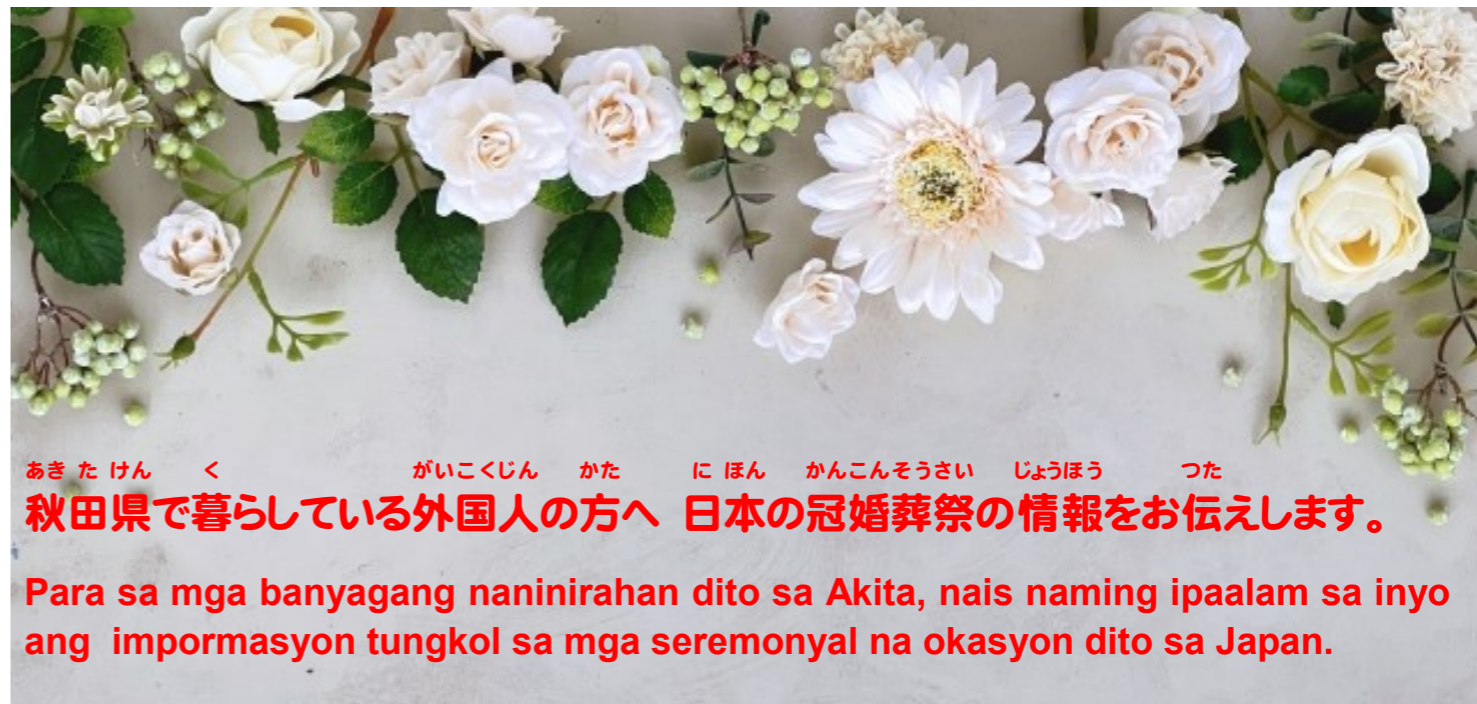 あきたけん く がいこくじん かた にほん かんこんそうさい じょうほう つた
秋田県で暮らしている外国人の方へ 日本の冠婚葬祭の情報をお伝えします。
Para sa mga banyagang naninirahan dito sa Akita, nais naming ipaalam sa inyo
ang impormasyon tungkol sa mga seremonyal na okasyon dito sa Japan.